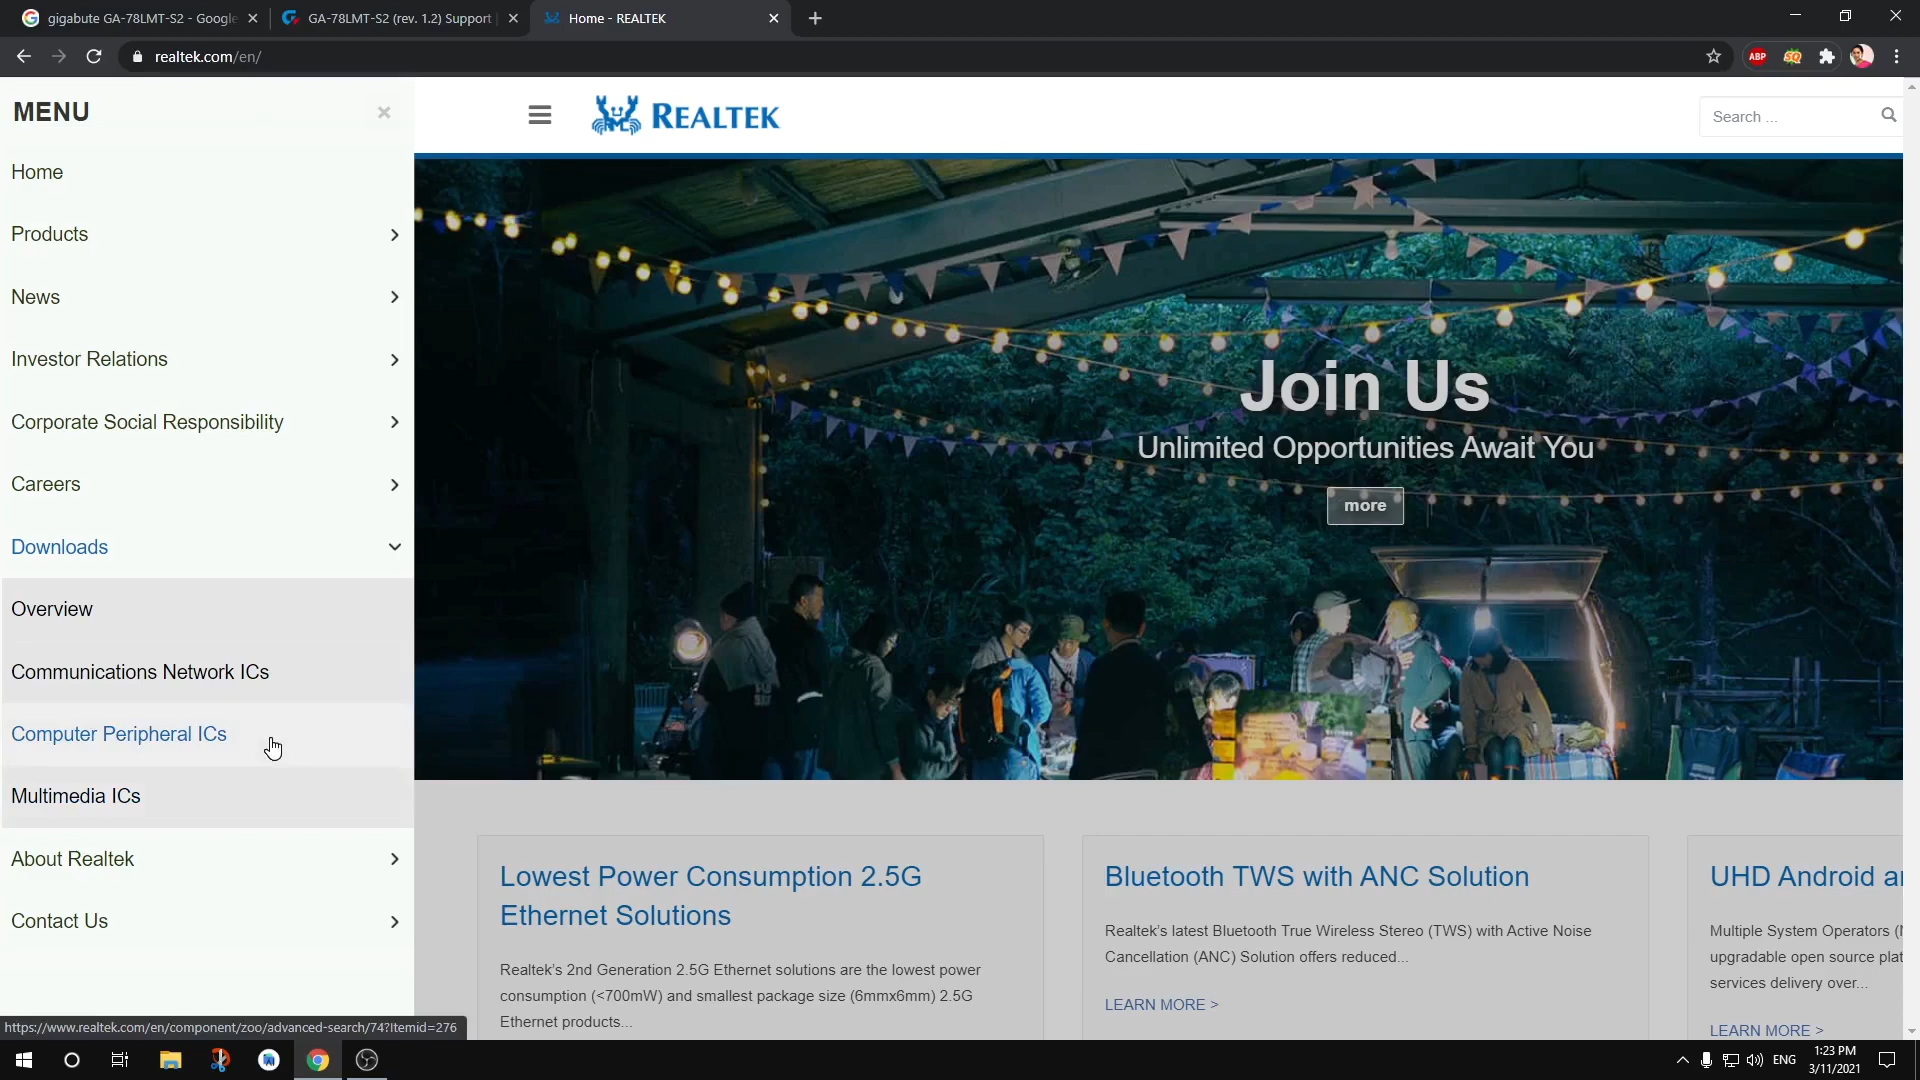 gigabute GA-78LMT-S2 - Google
GA-78LMT-S2 (rev. 1.2) Support
Home - REALTEK
realtek.com/en/
ABP
SQ
MENU
Home
Products
News
Investor Relations
Corporate Social Responsibility
Careers
Downloads
Overview
Communications Network ICs
Computer Peripheral ICs
Multimedia ICs
About Realtek
Contact Us
REALTEK
Search ...
Join Us
Unlimited Opportunities Await You
more
Lowest Power Consumption 2.5G
Ethernet Solutions
Realtek's 2nd Generation 2.5G Ethernet solutions are the lowest power
consumption (<700mW) and smallest package size (6mmx6mm) 2.5G
Ethernet products...
Bluetooth TWS with ANC Solution
Realtek's latest Bluetooth True Wireless Stereo (TWS) with Active Noise
Cancellation (ANC) Solution offers reduced...
LEARN MORE >
UHD Android
Multiple System Operators
upgradable open source
services delivery over...
LEARN MORE >
https://www.realtek.com/en/component/zoo/advanced-search/74?Itemid=276
ENG
1:23 PM
3/11/2021